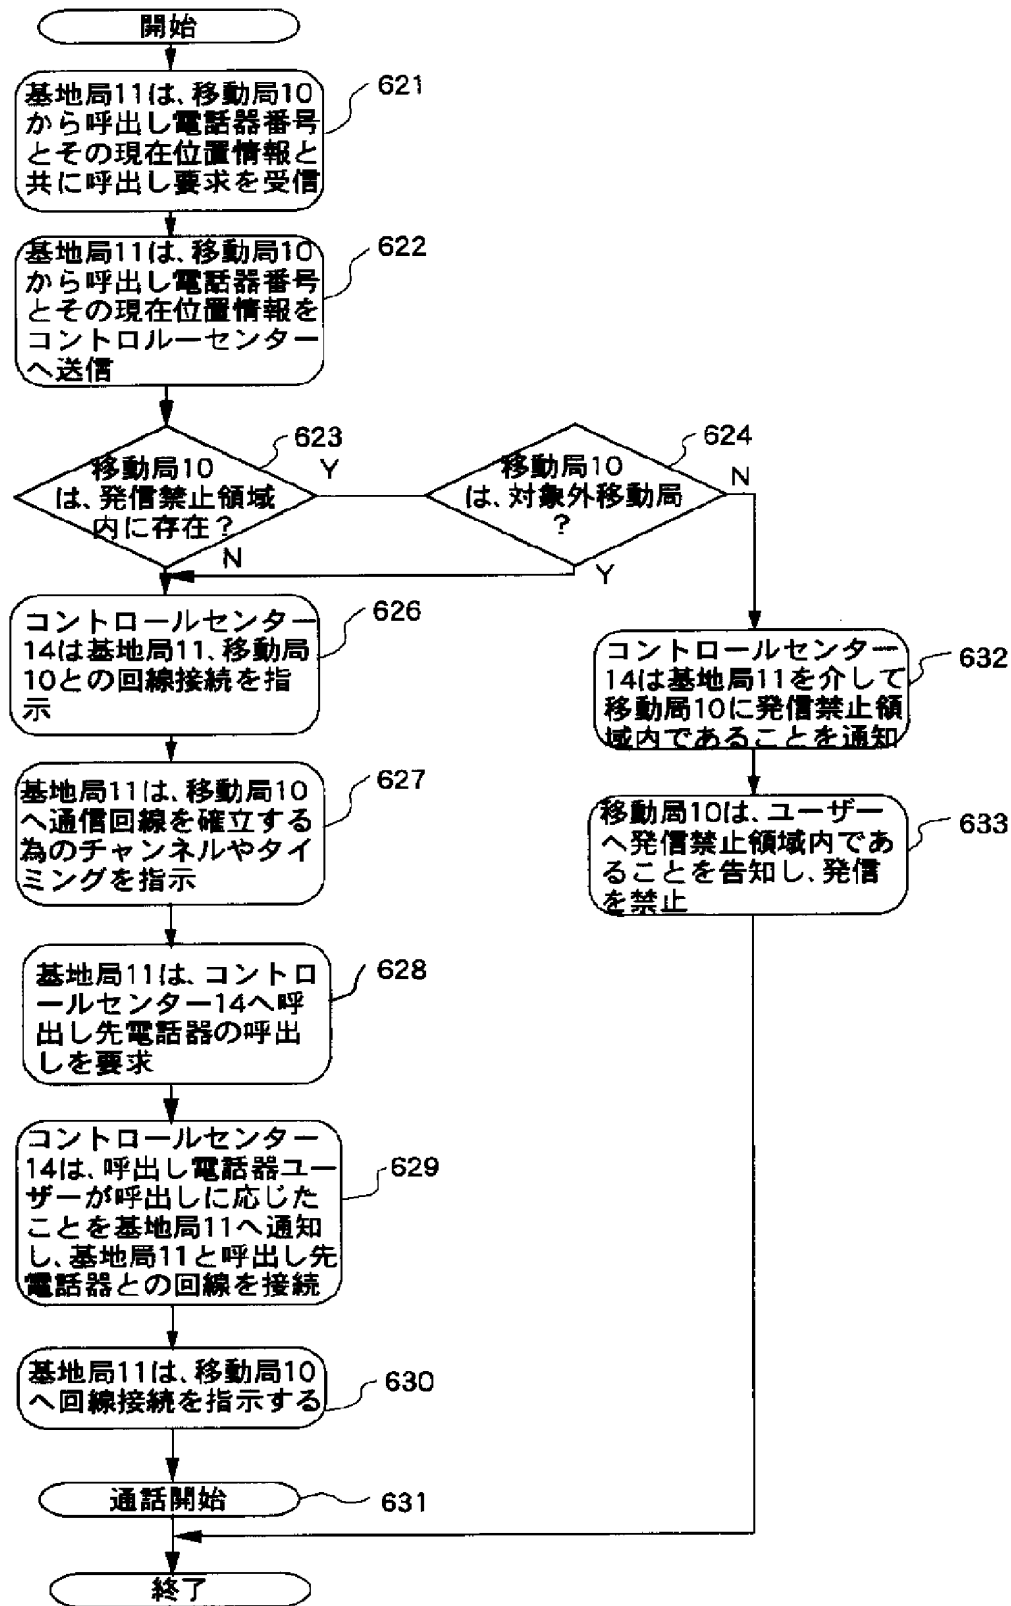 開始
基地局11は、移動局10
から呼出し電話器番号
とその現在位置情報と
共に呼出し要求を受信
621
基地局11は、移動局10
から呼出し電話器番号
とその現在位置情報を
コントロルーセンター
へ送信
622
移動局10
は、発信禁止領域
内に存在？
623
Y
N
移動局10
は、対象外移動局
？
624
N
Y
コントロールセンター
14は基地局11、移動局
10との回線接続を指
示
626
コントロールセンター
14は基地局11を介して
移動局10に発信禁止領
域内であることを通知
632
基地局11は、移動局10
へ通信回線を確立する
為のチャンネルやタイ
ミングを指示
627
移動局10は、ユーザー
へ発信禁止領域内であ
ることを告知し、発信
を禁止
633
基地局11は、コントロ
ールセンター14へ呼
出し先電話器の呼出
しを要求
628
コントロールセンター
14は、呼出し電話器ユー
ザーが呼出しに応じた
ことを基地局11へ通知
し、基地局11と呼出し先
電話器との回線を接続
629
基地局11は、移動局10
へ回線接続を指示する
630
通話開始
631
終了